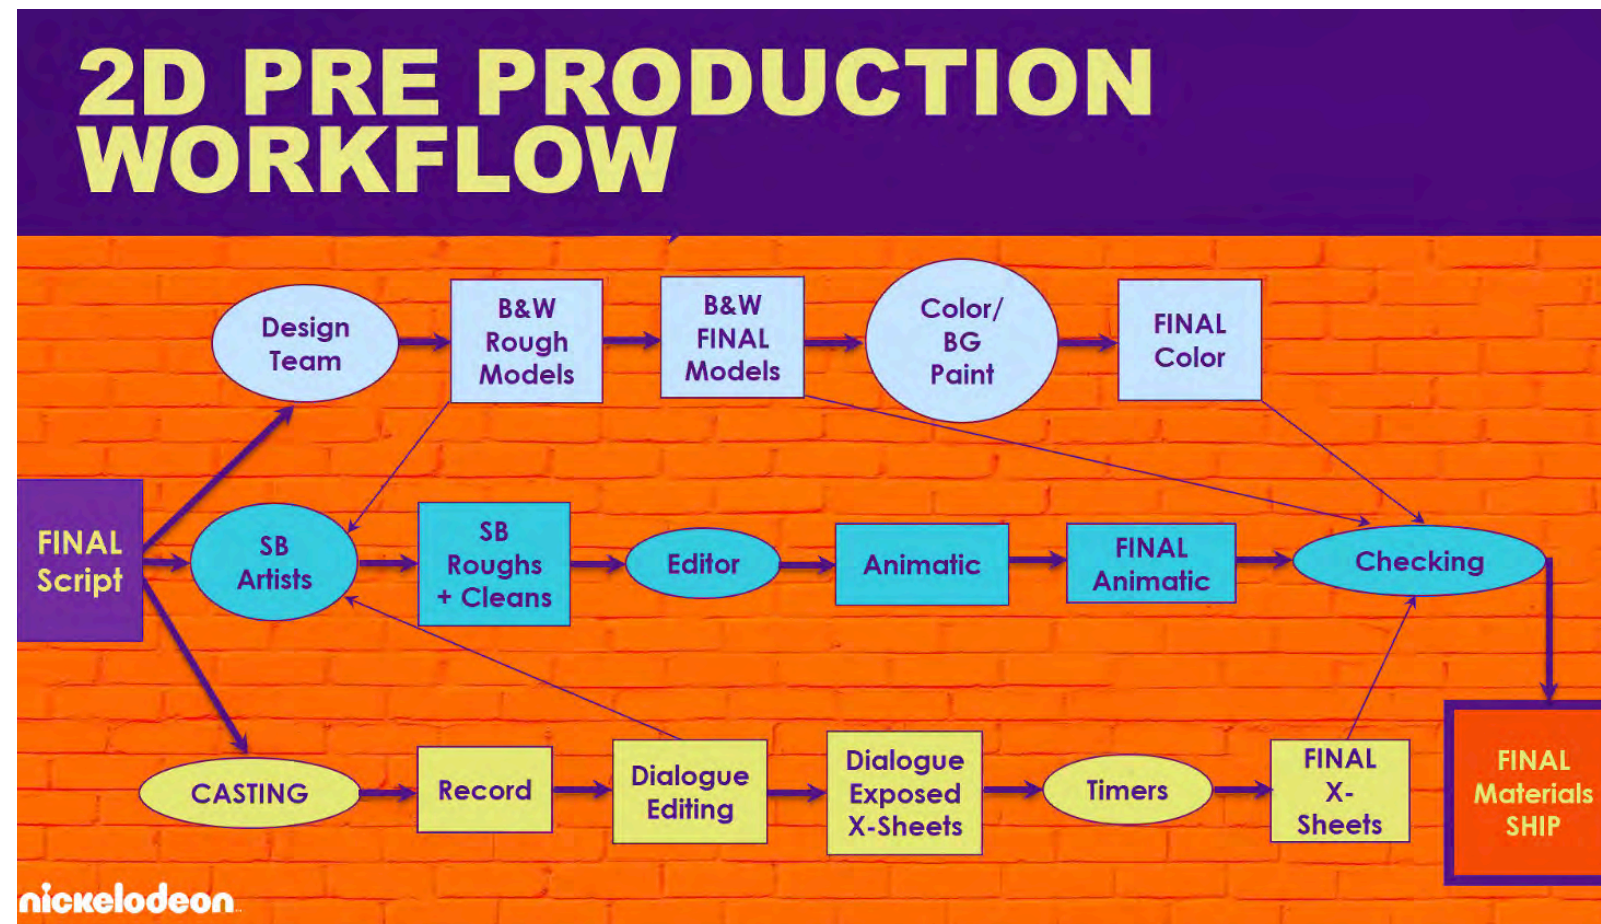 2D PRE PRODUCTION
WORKFLOW
Design
Team
B&W
Rough
Models
B&W
FINAL
Models
Color/
BG
Paint
FINAL
Color
FINAL
Script
SB
Artists
SB
Roughs
+ Cleans
Editor
Animatic
FINAL
Animatic
Checking
CASTING
Record
Dialogue
Editing
Dialogue
Exposed
X-Sheets
Timers
FINAL
X-
Sheets
FINAL
Materials
SHIP
nickelodeon